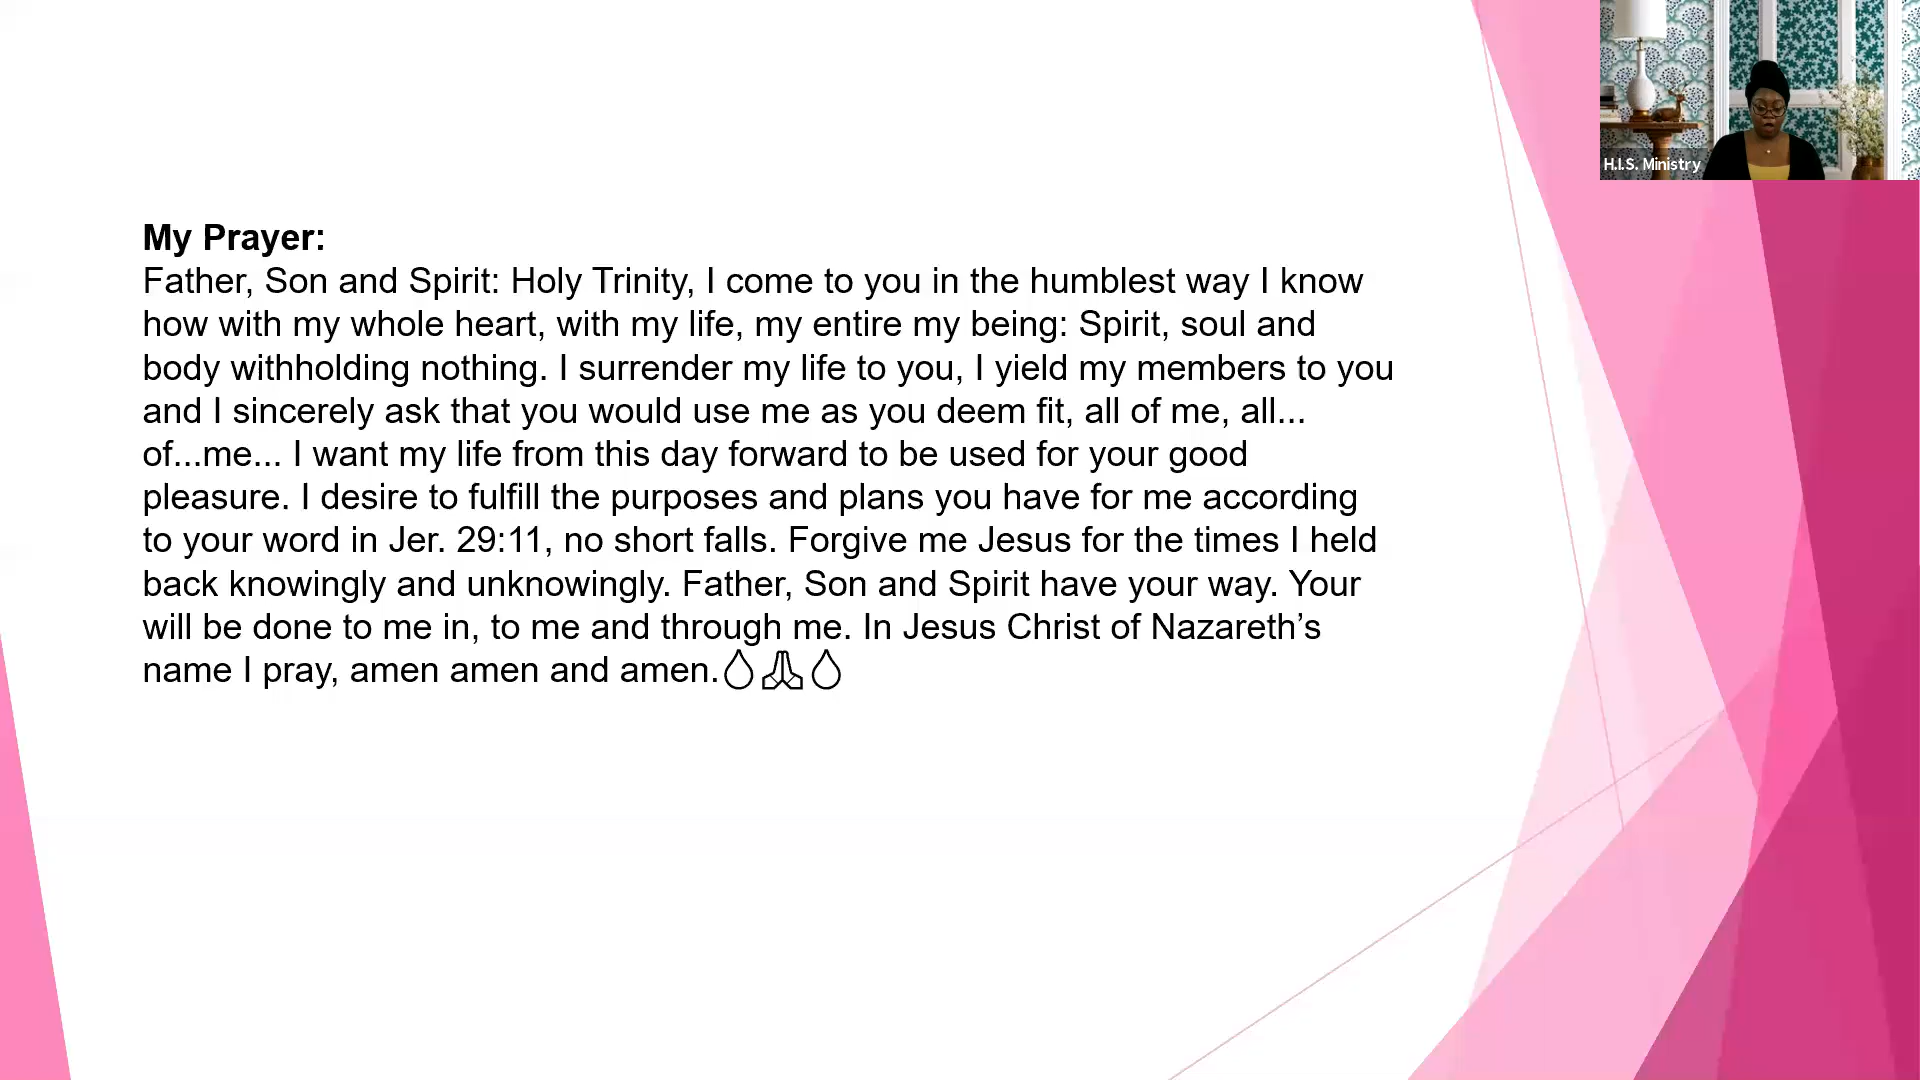 H.I.S. Ministry
My Prayer:
Father, Son and Spirit: Holy Trinity, I come to you in the humblest way I know
how with my whole heart, with my life, my entire my being: Spirit, soul and
body withholding nothing. I surrender my life to you, I yield my members to you
and I sincerely ask that you would use me as you deem fit, all of me, all...
of...me... I want my life from this day forward to be used for your good
pleasure. I desire to fulfill the purposes and plans you have for me according
to your word in Jer. 29:11, no short falls. Forgive me Jesus for the times I held
back knowingly and unknowingly. Father, Son and Spirit have your way. Your
will be done to me in, to me and through me. In Jesus Christ of Nazareth’s
name I pray, amen amen and amen.💧🙏💧